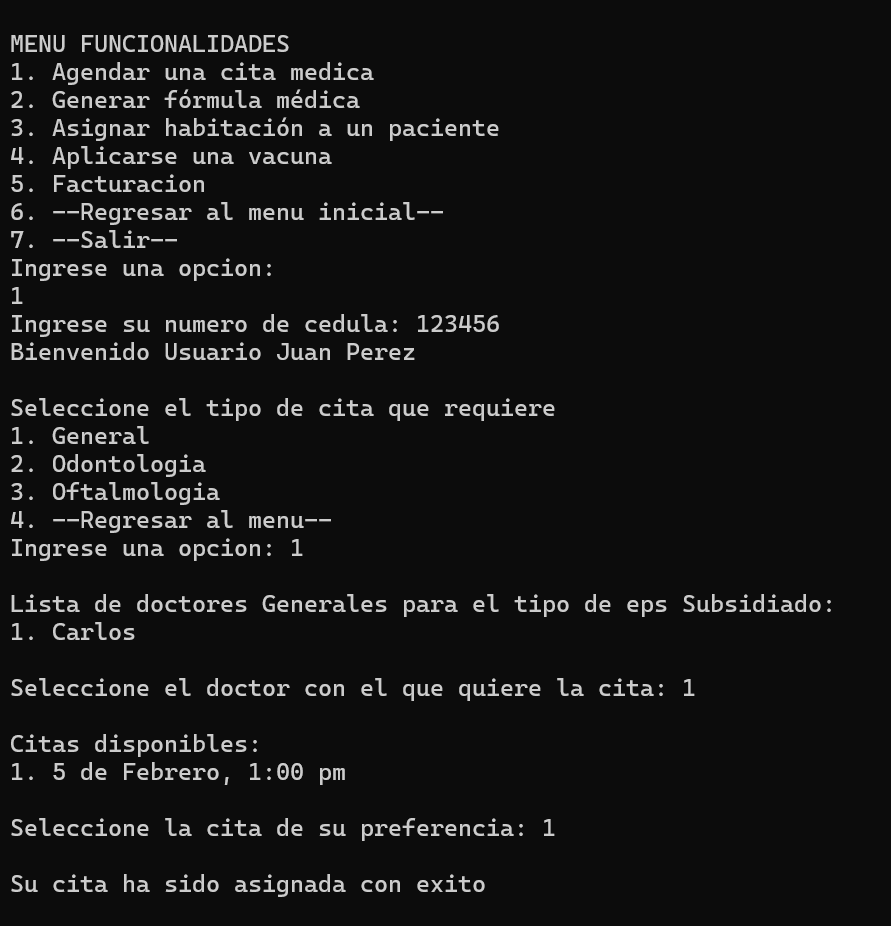 MENU FUNCIONALIDADES
1. Agendar una cita medica
2. Generar fórmula médica
3. Asignar habitación a un paciente
4. Aplicarse una vacuna
5. Facturacion
6. --Regresar al menu inicial--
7. --Salir--
Ingrese una opcion:
1
Ingrese su numero de cedula: 123456
Bienvenido Usuario Juan Perez
Seleccione el tipo de cita que requiere
1. General
2. Odontologia
3. Oftalmologia
4. --Regresar al menu--
Ingrese una opcion: 1
Lista de doctores Generales para el tipo de eps Subsidiado:
1. Carlos
Seleccione el doctor con el que quiere la cita: 1
Citas disponibles:
1. 5 de Febrero, 1:00 pm
Seleccione la cita de su preferencia: 1
Su cita ha sido asignada con exito